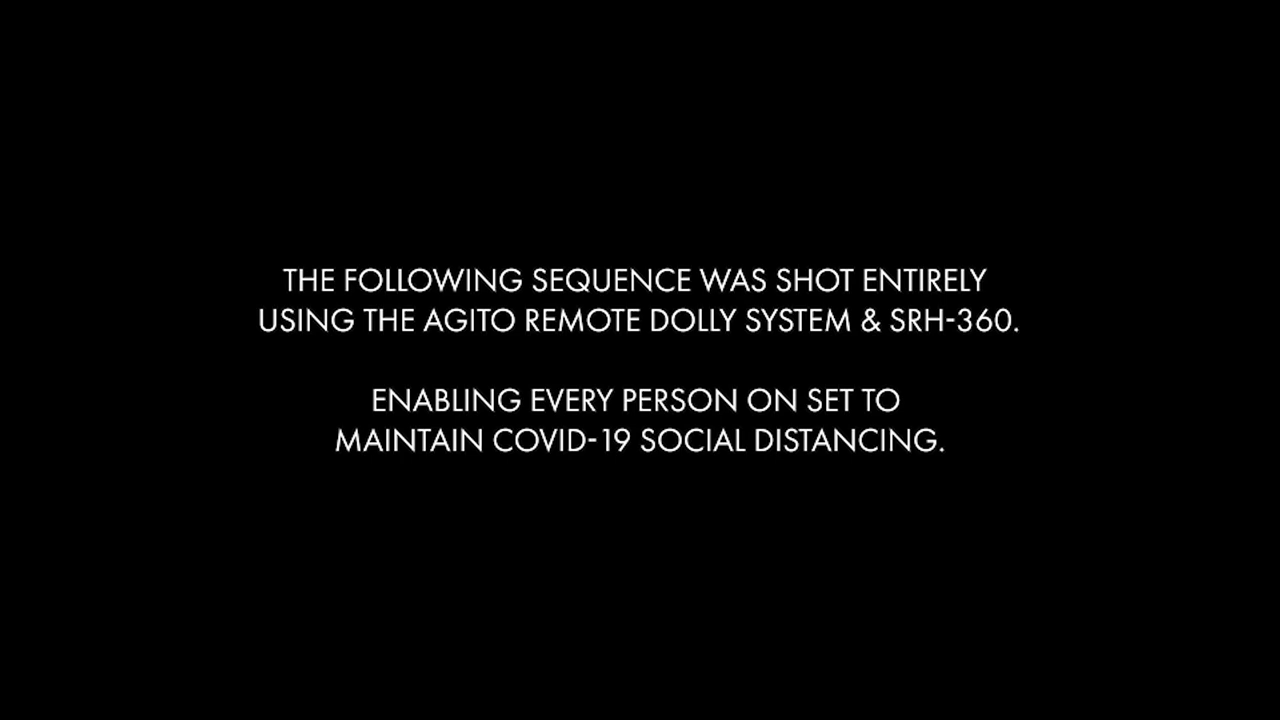 THE FOLLOWING SEQUENCE WAS SHOT ENTIRELY
USING THE AGITO REMOTE DOLLY SYSTEM & SRH-360.
ENABLING EVERY PERSON ON SET TO
MAINTAIN COVID-19 SOCIAL DISTANCING.